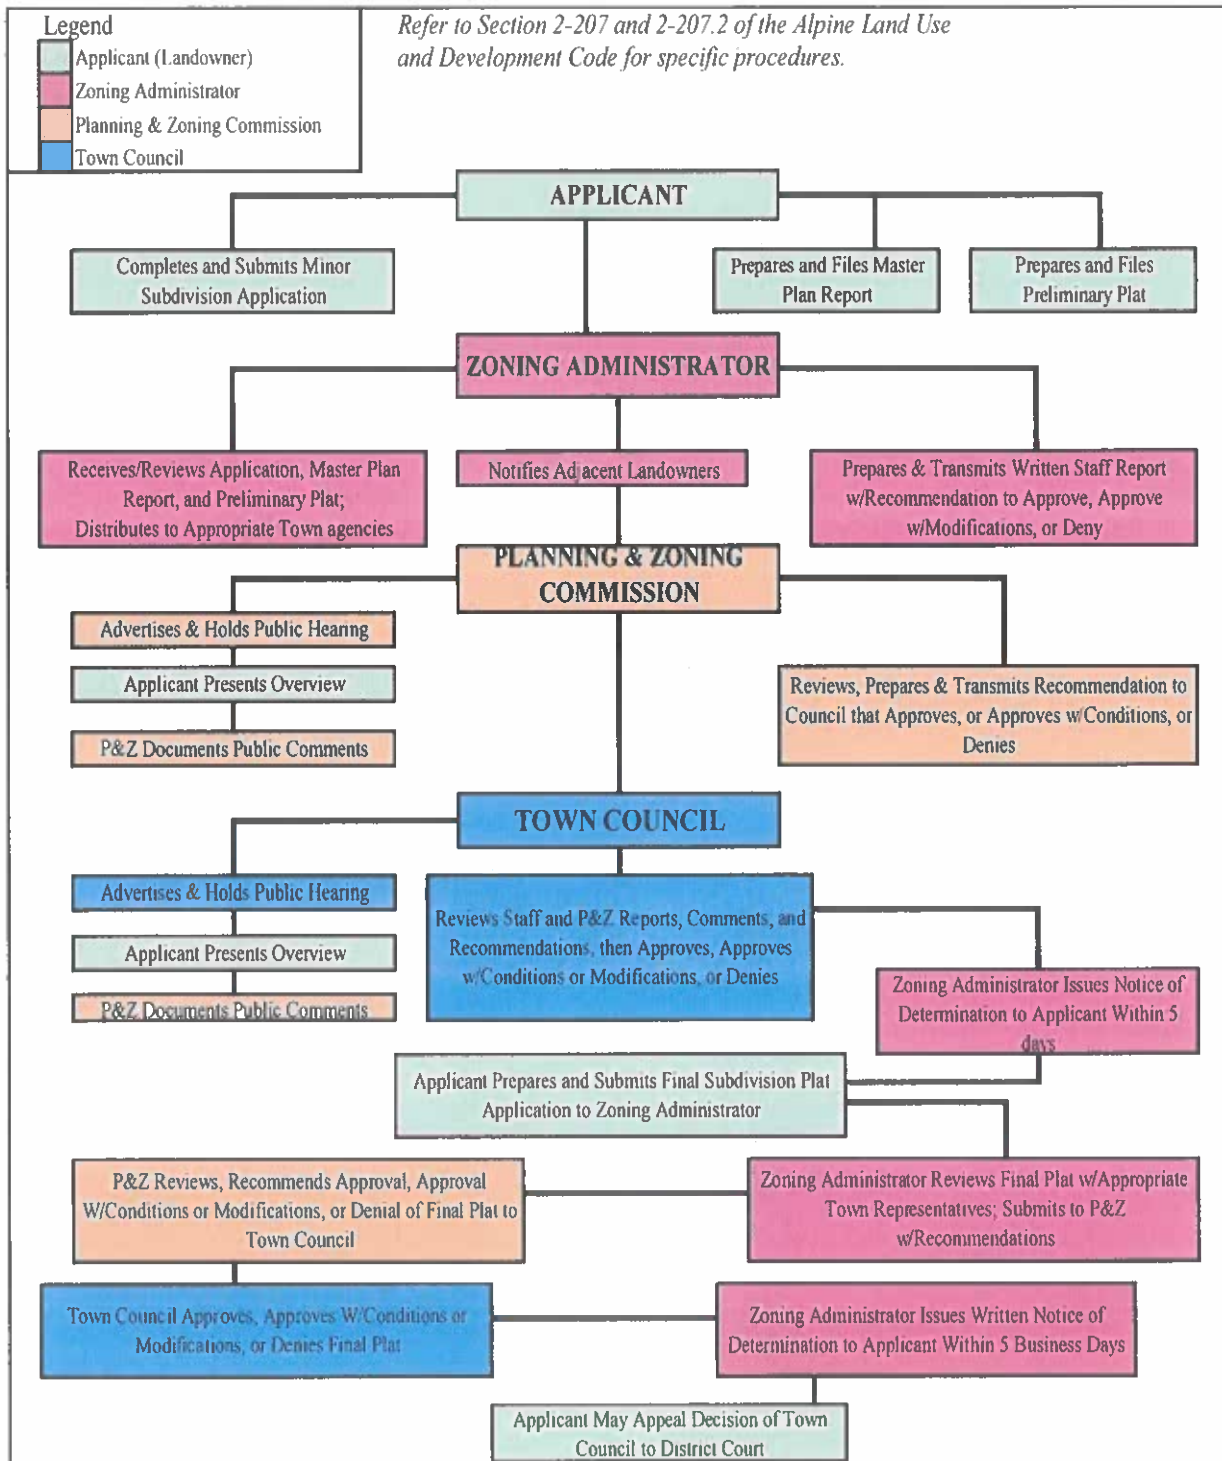 Legend
Applicant (Landowner)
Zoning Administrator
Planning & Zoning Commission
Town Council
Refer to Section 2-207 and 2-207.2 of the Alpine Land Use
and Development Code for specific procedures.
APPLICANT
Completes and Submits Minor
Subdivision Application
Prepares and Files Master
Plan Report
Prepares and Files
Preliminary Plat
ZONING ADMINISTRATOR
Receives/Reviews Application, Master Plan
Report, and Preliminary Plat;
Distributes to Appropriate Town agencies
Notifies Adjacent Landowners
Prepares & Transmits Written Staff Report
w/Recommendation to Approve, Approve
w/Modifications, or Deny
PLANNING & ZONING
COMMISSION
Advertises & Holds Public Hearing
Applicant Presents Overview
P&Z Documents Public Comments
Reviews, Prepares & Transmits Recommendation to
Council that Approves, or Approves w/Conditions, or
Denies
TOWN COUNCIL
Advertises & Holds Public Hearing
Applicant Presents Overview
P&Z Documents Public Comments
Reviews Staff and P&Z Reports, Comments, and
Recommendations, then Approves, Approves
w/Conditions or Modifications, or Denies
Zoning Administrator Issues Notice of
Determination to Applicant Within 5
days
Applicant Prepares and Submits Final Subdivision Plat
Application to Zoning Administrator
P&Z Reviews, Recommends Approval, Approval
W/Conditions or Modifications, or Denial of Final Plat to
Town Council
Zoning Administrator Reviews Final Plat w/Appropriate
Town Representatives; Submits to P&Z
w/Recommendations
Town Council Approves, Approves W/Conditions or
Modifications, or Denies Final Plat
Zoning Administrator Issues Written Notice of
Determination to Applicant Within 5 Business Days
Applicant May Appeal Decision of Town
Council to District Court